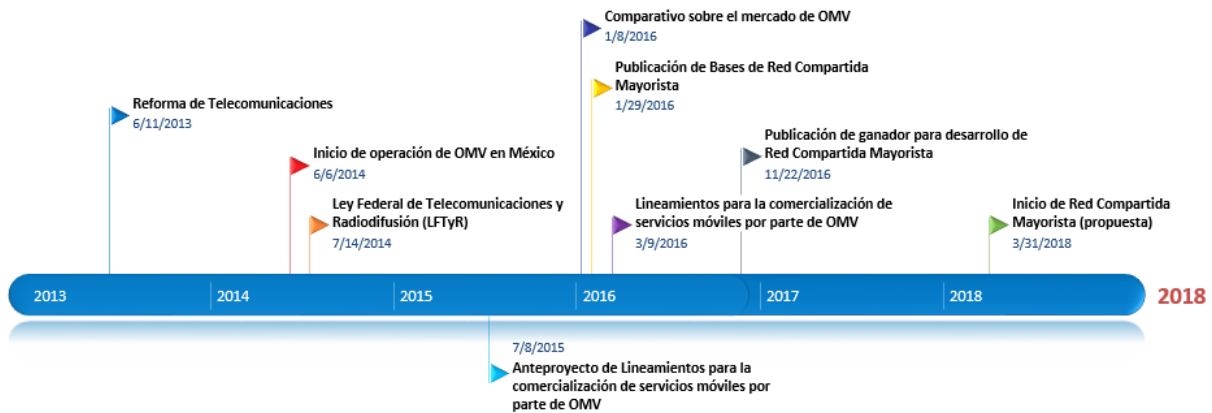 Comparativo sobre el mercado de OMV
1/8/2016
Publicación de Bases de Red Compartida
Mayorista
1/29/2016
Reforma de Telecomunicaciones
6/11/2013
Publicación de ganador para desarrollo de
Red Compartida Mayorista
11/22/2016
Inicio de operación de OMV en México
6/6/2014
Ley Federal de Telecomunicaciones y
Radiodifusión (LFTyR)
7/14/2014
Lineamientos para la comercialización de
servicios móviles por parte de OMV
3/9/2016
Inicio de Red Compartida
Mayorista (propuesta)
3/31/2018
2013 2014 2015 2016 2017 2018 2018
7/8/2015
Anteproyecto de Lineamientos para la
comercialización de servicios móviles por
parte de OMV